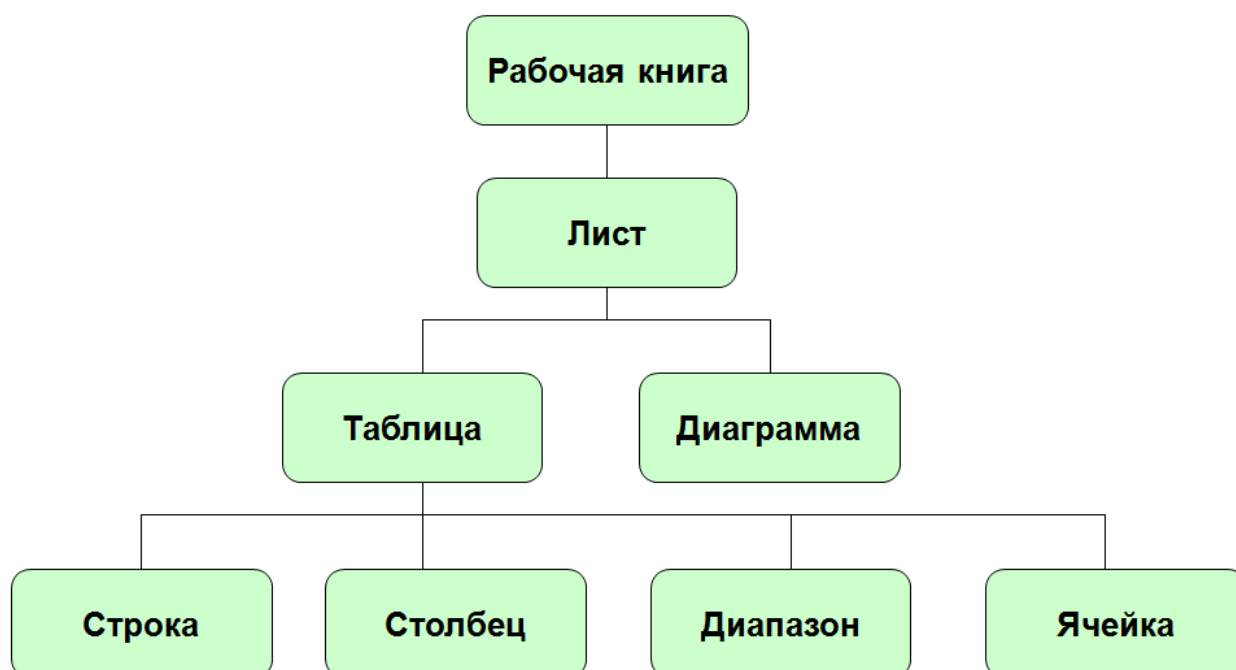 Рабочая книга
Лист
Таблица
Диаграмма
Строка
Столбец
Диапазон
Ячейка